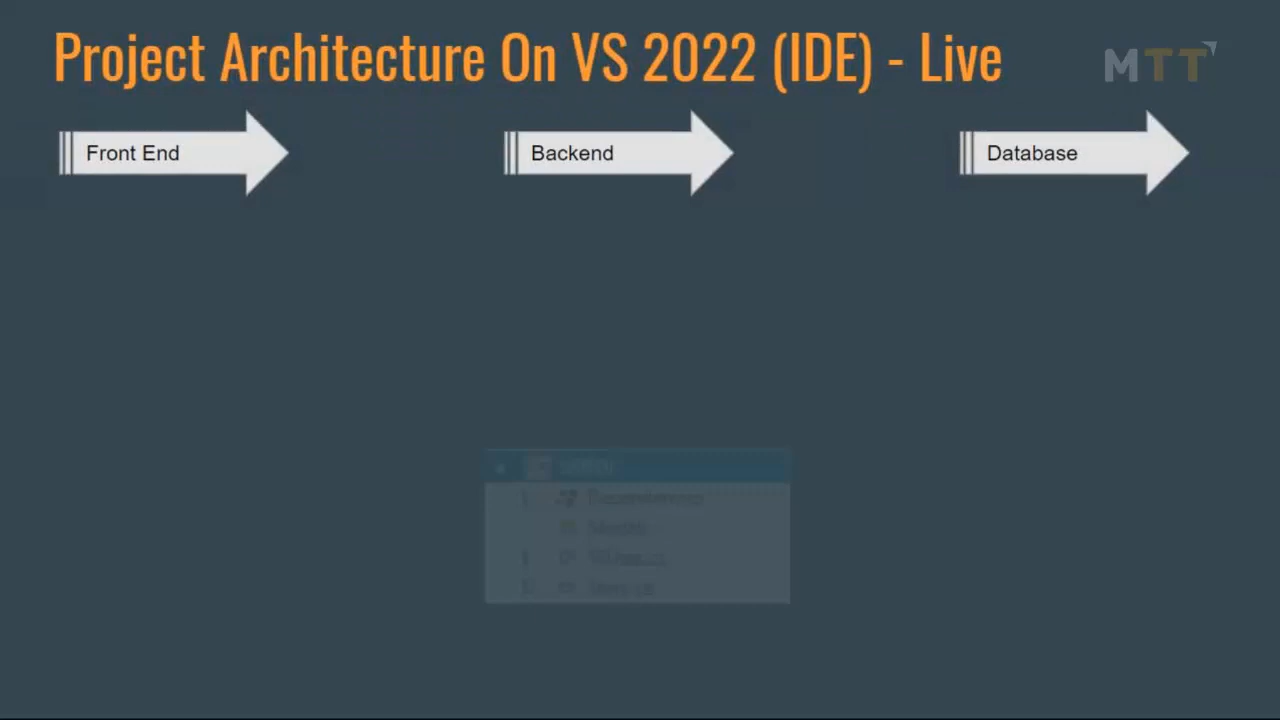 Project Architecture On VS 2022 (IDE) - Live
MTT
Front End
Backend
Database